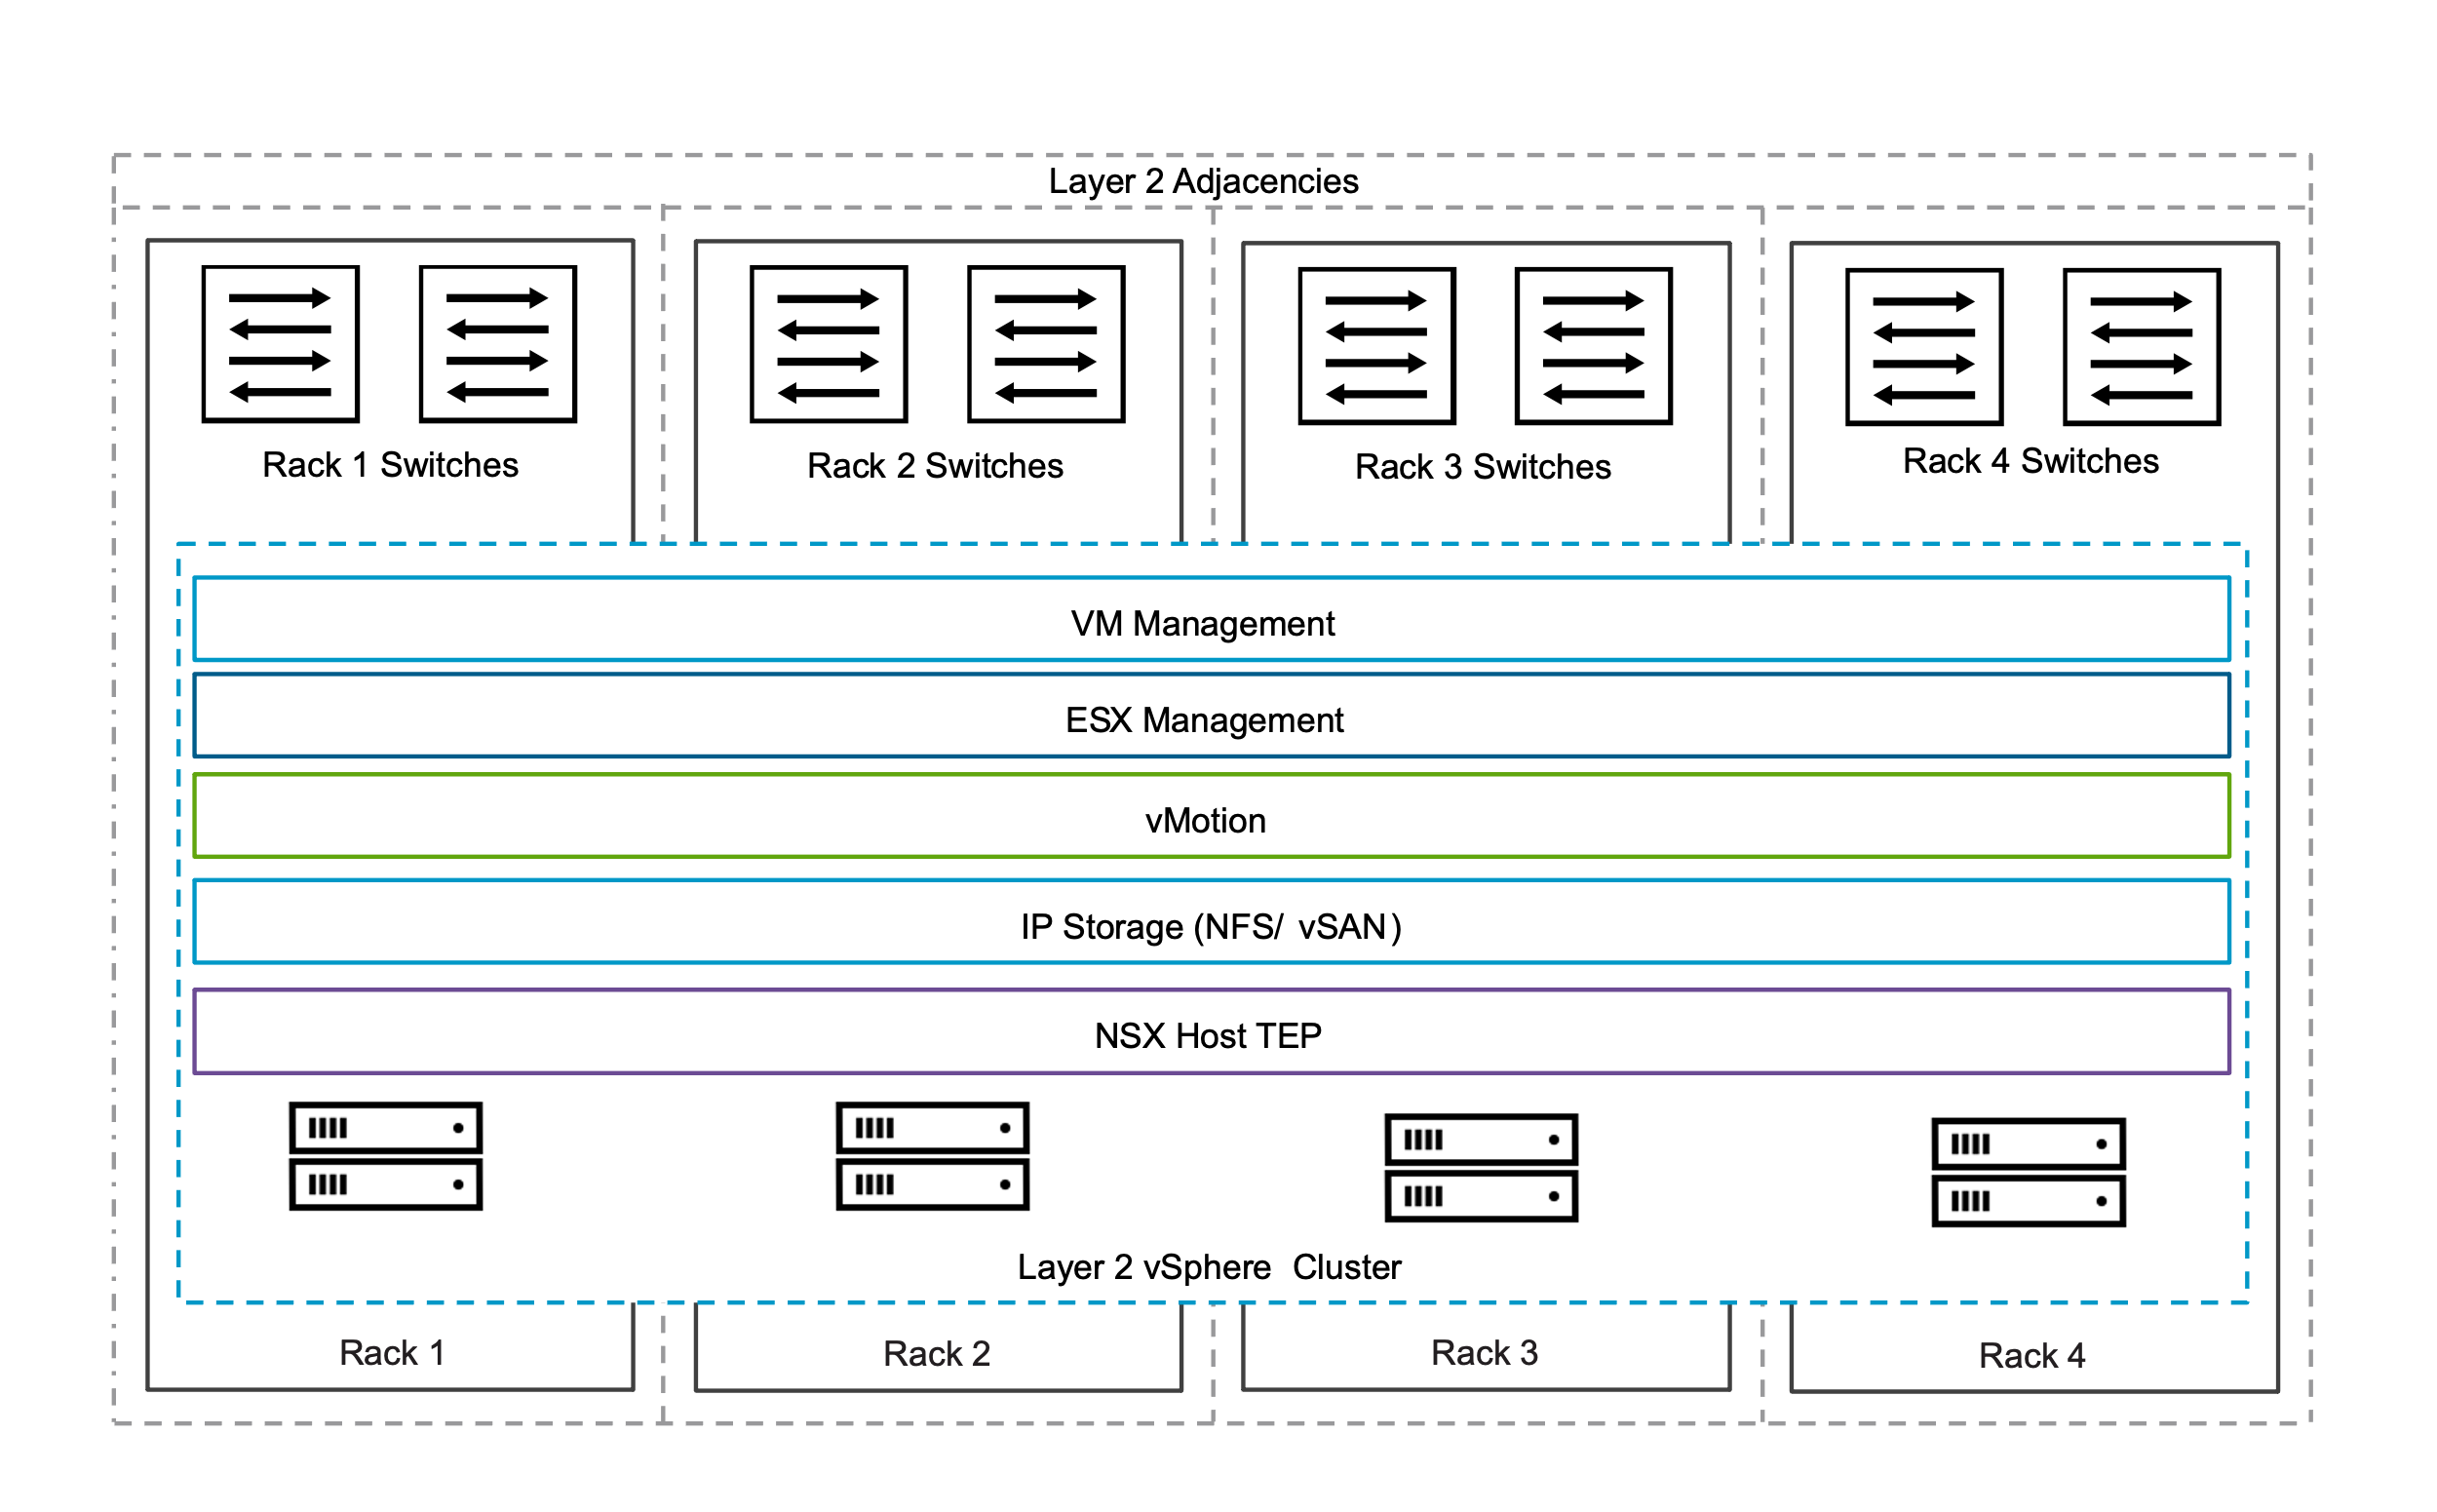 Layer 2 Adjacencies
Rack 1 Switches
Rack 2 Switches
Rack 3 Switches
Rack 4 Switches
VM Management
ESX Management
vMotion
IP Storage (NFS/ vSAN)
NSX Host TEP
Layer 2 vSphere Cluster
Rack 1
Rack 2
Rack 3
Rack 4